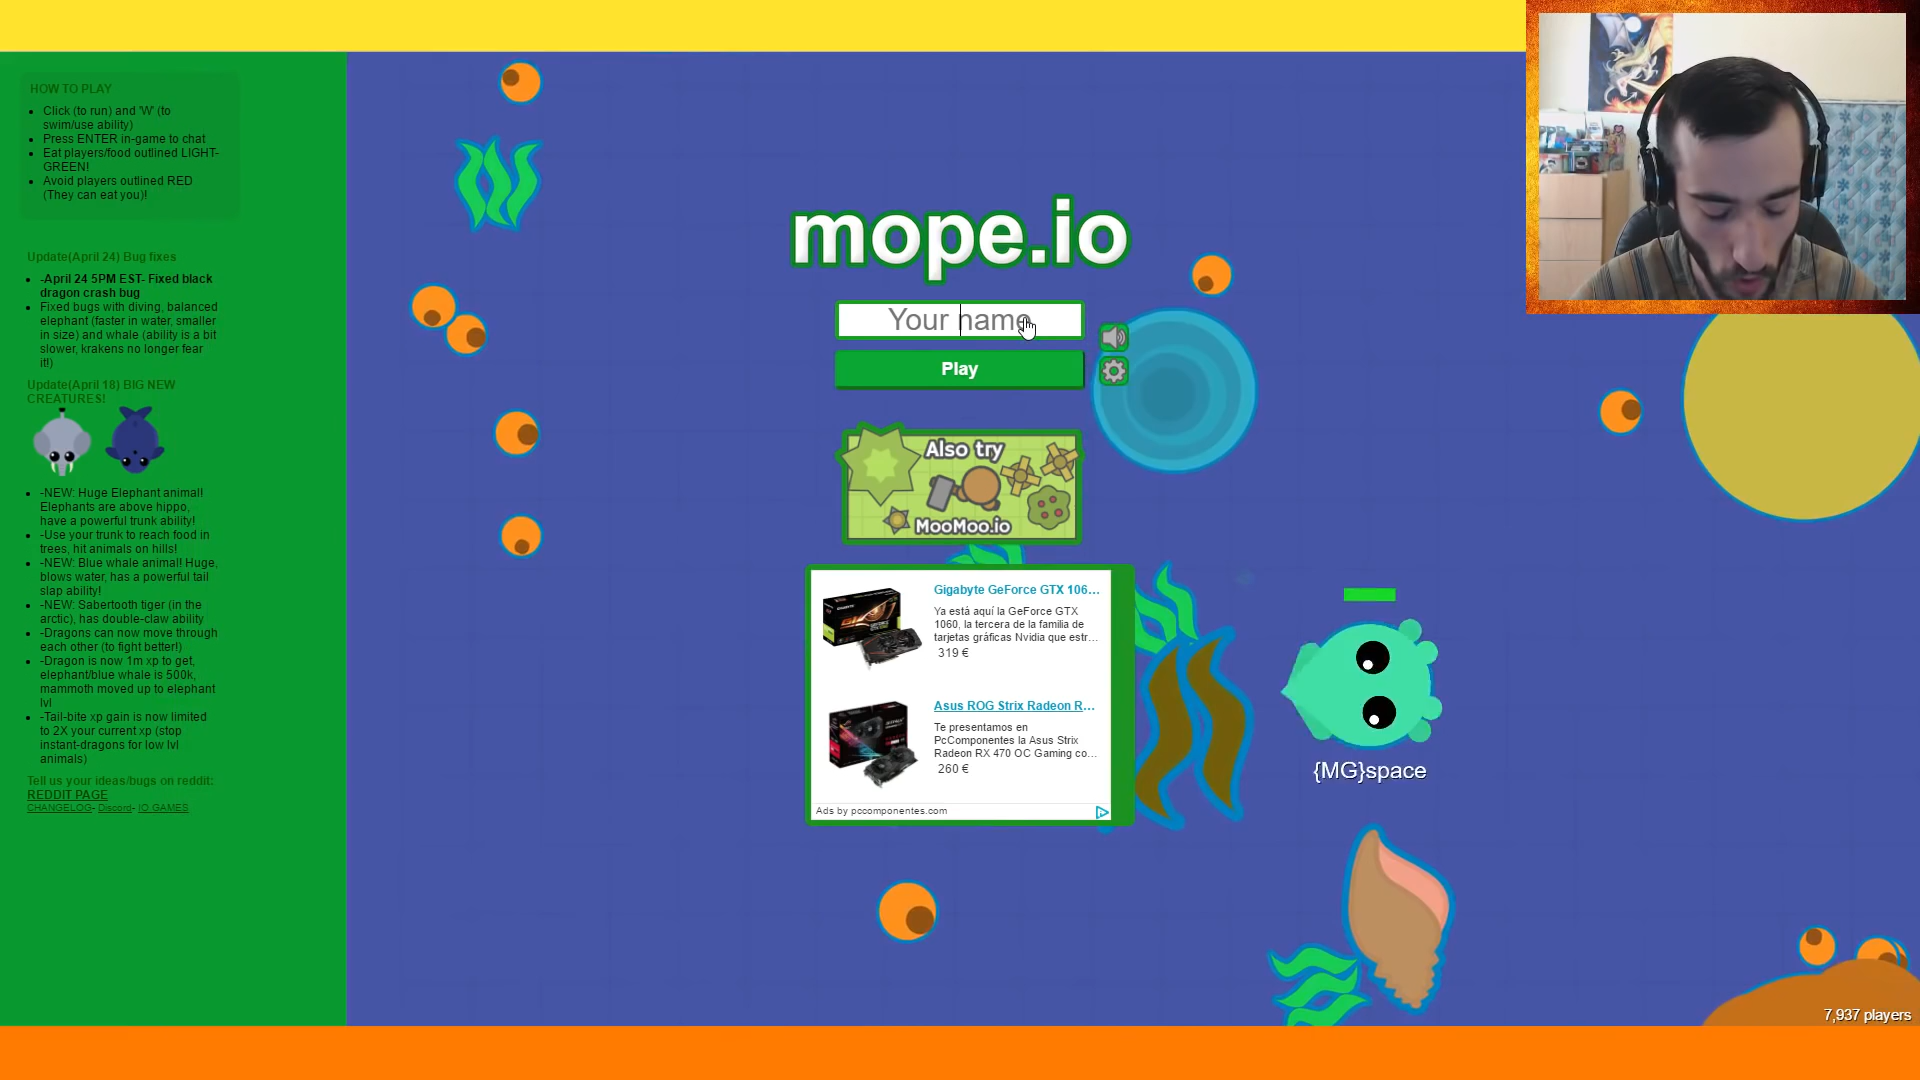 HOW TO PLAY
Click (to run) and 'W' (to
swim/use ability)
Press ENTER in-game to chat
Eat players/food outlined LIGHT-
GREEN!
Avoid players outlined RED
(They can eat you)!
Update(April 24) Bug fixes
-April 24 5PM EST- Fixed black
dragon crash bug
Fixed bugs with diving, balanced
elephant (faster in water, smaller
in size) and whale (ability is a bit
slower, krakens no longer fear
it!)
Update(April 18) BIG NEW
CREATURES!
-NEW: Huge Elephant animal!
Elephants are above hippo,
have a powerful trunk ability!
-Use your trunk to reach food in
trees, hit animals on hills!
-NEW: Blue whale animal! Huge,
blows water, has a powerful tail
slap ability!
-NEW: Sabertooth tiger (in the
arctic), has double-claw ability
-Dragons can now move through
each other (to fight better!)
-Dragon is now 1m xp to get,
elephant/blue whale is 500k,
mammoth moved up to elephant
lvl
-Tail-bite xp gain is now limited
to 2X your current xp (stop
instant-dragons for low lvl
animals)
Tell us your ideas/bugs on reddit:
REDDIT PAGE
CHANGELOG- Discord- IO GAMES
mope.io
Your name
Play
Also try
MooMoo.io
Gigabyte GeForce GTX 106...
Ya está aquí la GeForce GTX
1060, la tercera de la familia de
tarjetas gráficas Nvidia que estr...
319 €
Asus ROG Strix Radeon R...
Te presentamos en
PcComponentes la Asus Strix
Radeon RX 470 OC Gaming co...
260 €
Ads by pccomponentes.com
{MG}space
7,937 players